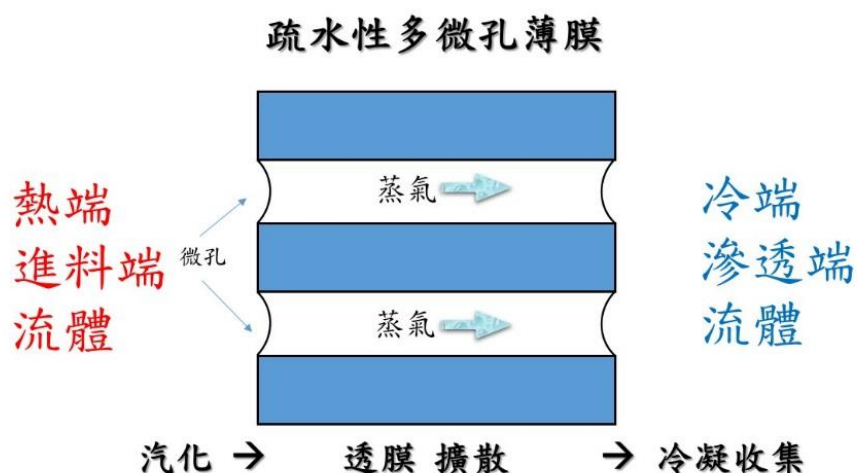 疏水性多微孔薄膜
熱端
進料端
流體
微孔
蒸氣
蒸氣
冷端
滲透端
流體
汽化 → 透膜 擴散 → 冷凝收集